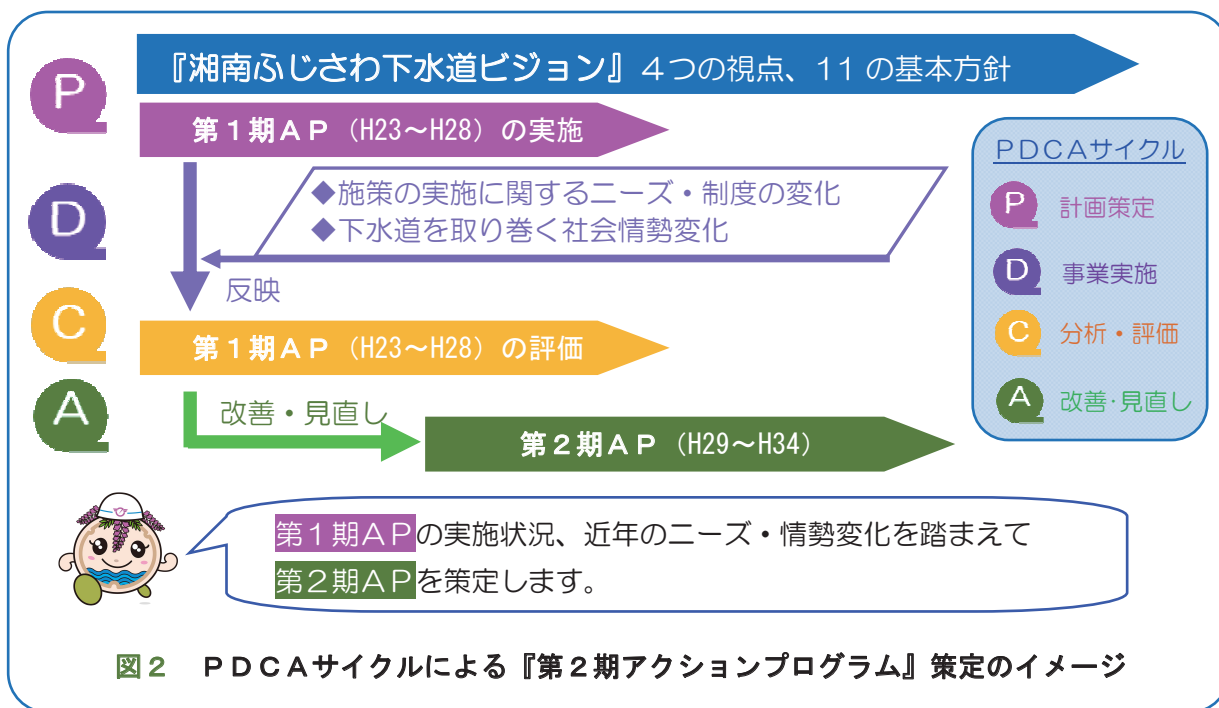 P
『湘南ふじさわ下水道ビジョン』４つの視点、11 の基本方針
第１期ＡＰ（H23～H28）の実施
◆施策の実施に関するニーズ・制度の変化
◆下水道を取り巻く社会情勢変化
D
反映
C
第１期ＡＰ（H23～H28）の評価
A
改善・見直し
第２期ＡＰ（H29～H34）
ＰＤＣＡサイクル
P 計画策定
D 事業実施
C 分析・評価
A 改善・見直し
第１期ＡＰの実施状況、近年のニーズ・情勢変化を踏まえて
第２期ＡＰを策定します。
図２ ＰＤＣＡサイクルによる『第２期アクションプログラム』策定のイメージ